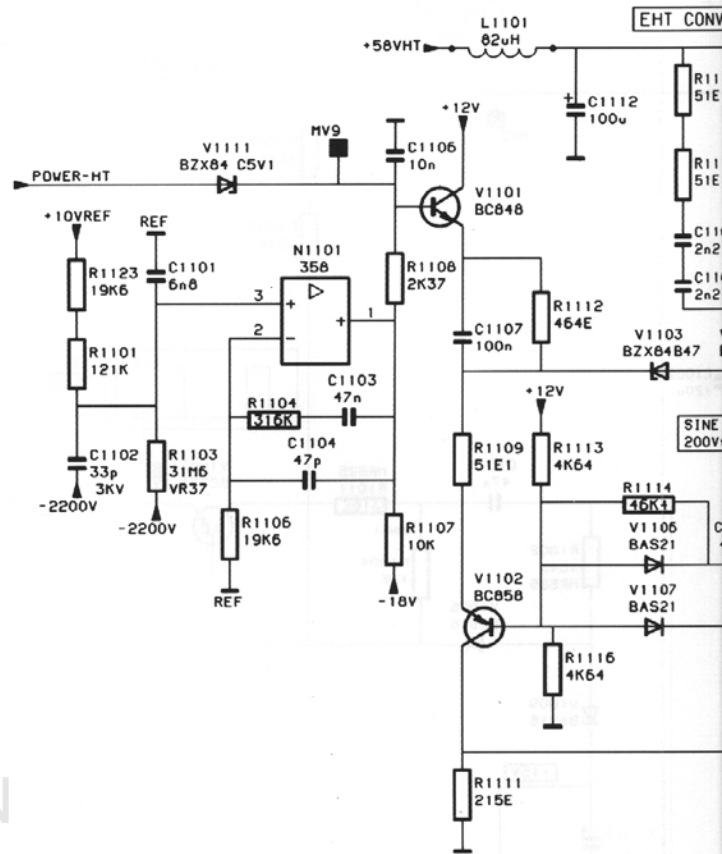 EHT CONV
L1101
82uH
+58VHT
R11
51E
C1112
100u
+12V
MV9
C1106
10n
V1111
BZX84 C5V1
POWER-HT
V1101
BC848
R11
51E
+10VREF
REF
C1101
6n8
N1101
358
R1123
19K6
3
+
+
1
2
-
R1108
2K37
C110
2n2
C110
2n2
R1112
464E
C1107
100n
V1103
BZX84B47
R1101
121K
C1103
47n
R1104
316K
+12V
SINE
200V
C1104
47p
C1102
33p
3KV
R1103
31M6
VR37
-2200V
-2200V
R1109
51E1
R1113
4K64
R1114
46K4
R1106
19K6
REF
R1107
10K
-18V
V1106
BAS21
C
V1102
BC858
V1107
BAS21
R1116
4K64
R1111
215E
N